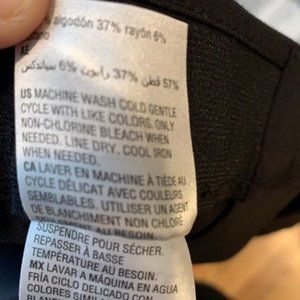 algodón 37% rayón 6%
AE
57% قطن 37% رايون 6% سباندكس
US MACHINE WASH COLD GENTLE
CYCLE WITH LIKE COLORS. ONLY
NON-CHLORINE BLEACH WHEN
NEEDED. LINE DRY. COOL IRON
WHEN NEEDED.
CA LAVER EN MACHINE À TIÈDE AU
CYCLE DÉLICAT AVEC COULEURS
SEMBLABLES. UTILISER UN AGENT
DE BLANCHIMENT NON CHLORÉ
SUSPENDRE POUR SÉCHER.
REPASSER À BASSE
TEMPÉRATURE AU BESOIN.
MX LAVAR A MÁQUINA EN AGUA
FRÍA CICLO DELICADO CON
COLORES